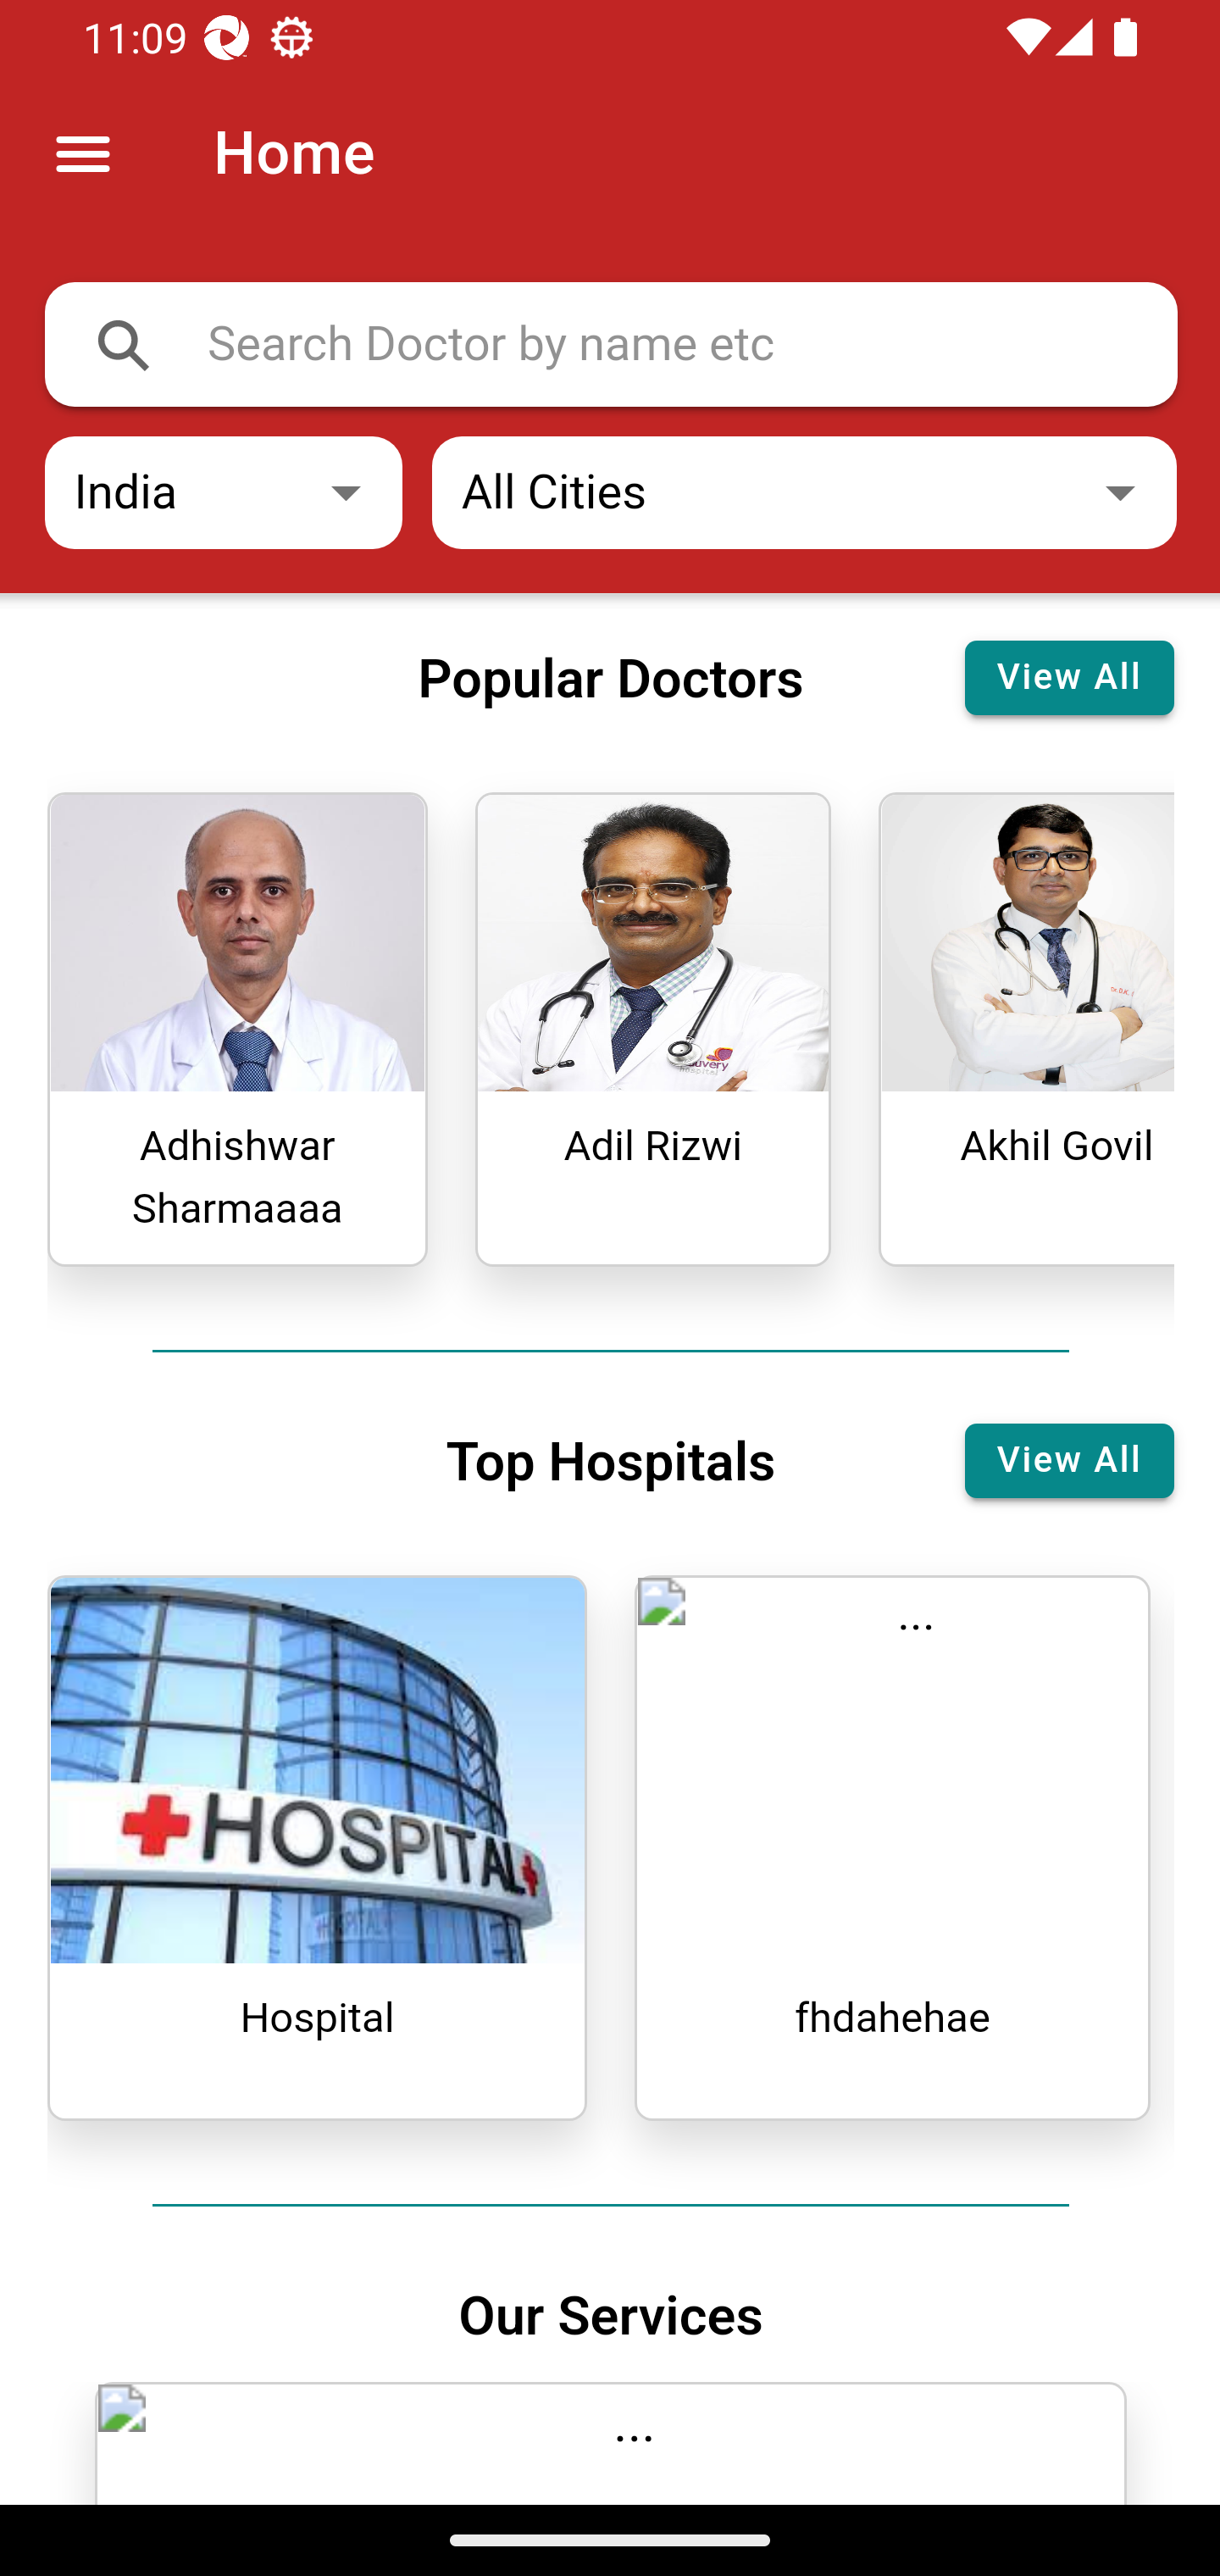 11:09
Home
Search Doctor by name etc
India
All Cities
Popular Doctors
View All
Adhishwar
Sharmaaaa
Adil Rizwi
Akhil Govil
Top Hospitals
View All
HOSPITAL
...
Hospital
fhdahehae
Our Services
...